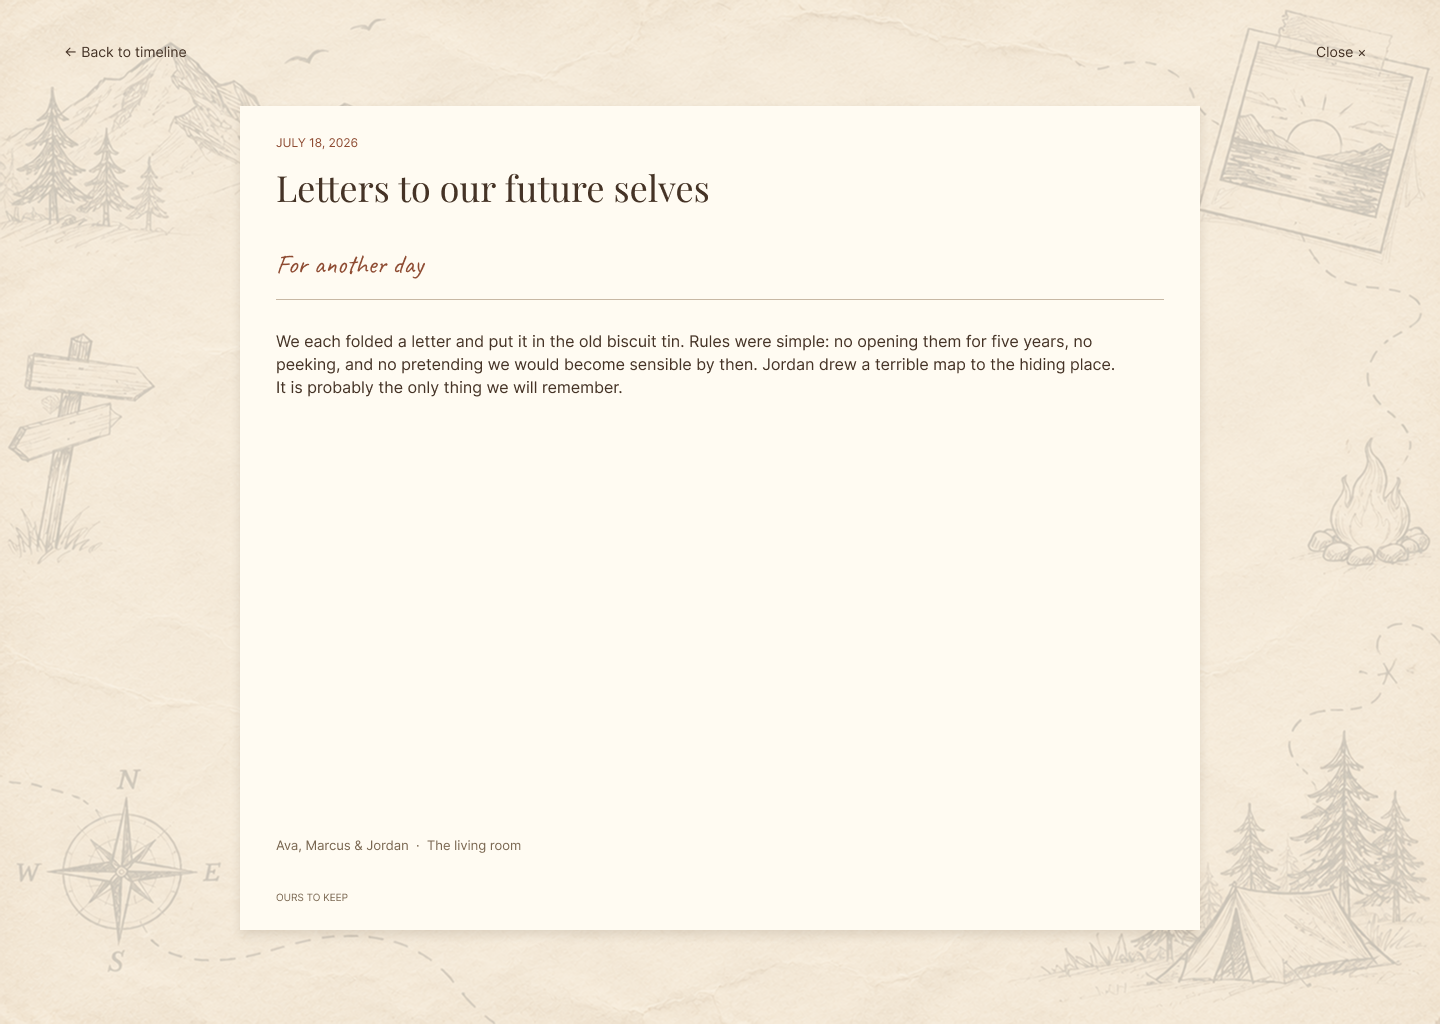 ← Back to timeline
Close ×
JULY 18, 2026
Letters to our future selves
For another day
We each folded a letter and put it in the old biscuit tin. Rules were simple: no opening them for five years, no
peeking, and no pretending we would become sensible by then. Jordan drew a terrible map to the hiding place.
It is probably the only thing we will remember.
Ava, Marcus & Jordan · The living room
OURS TO KEEP
N
W
E
S